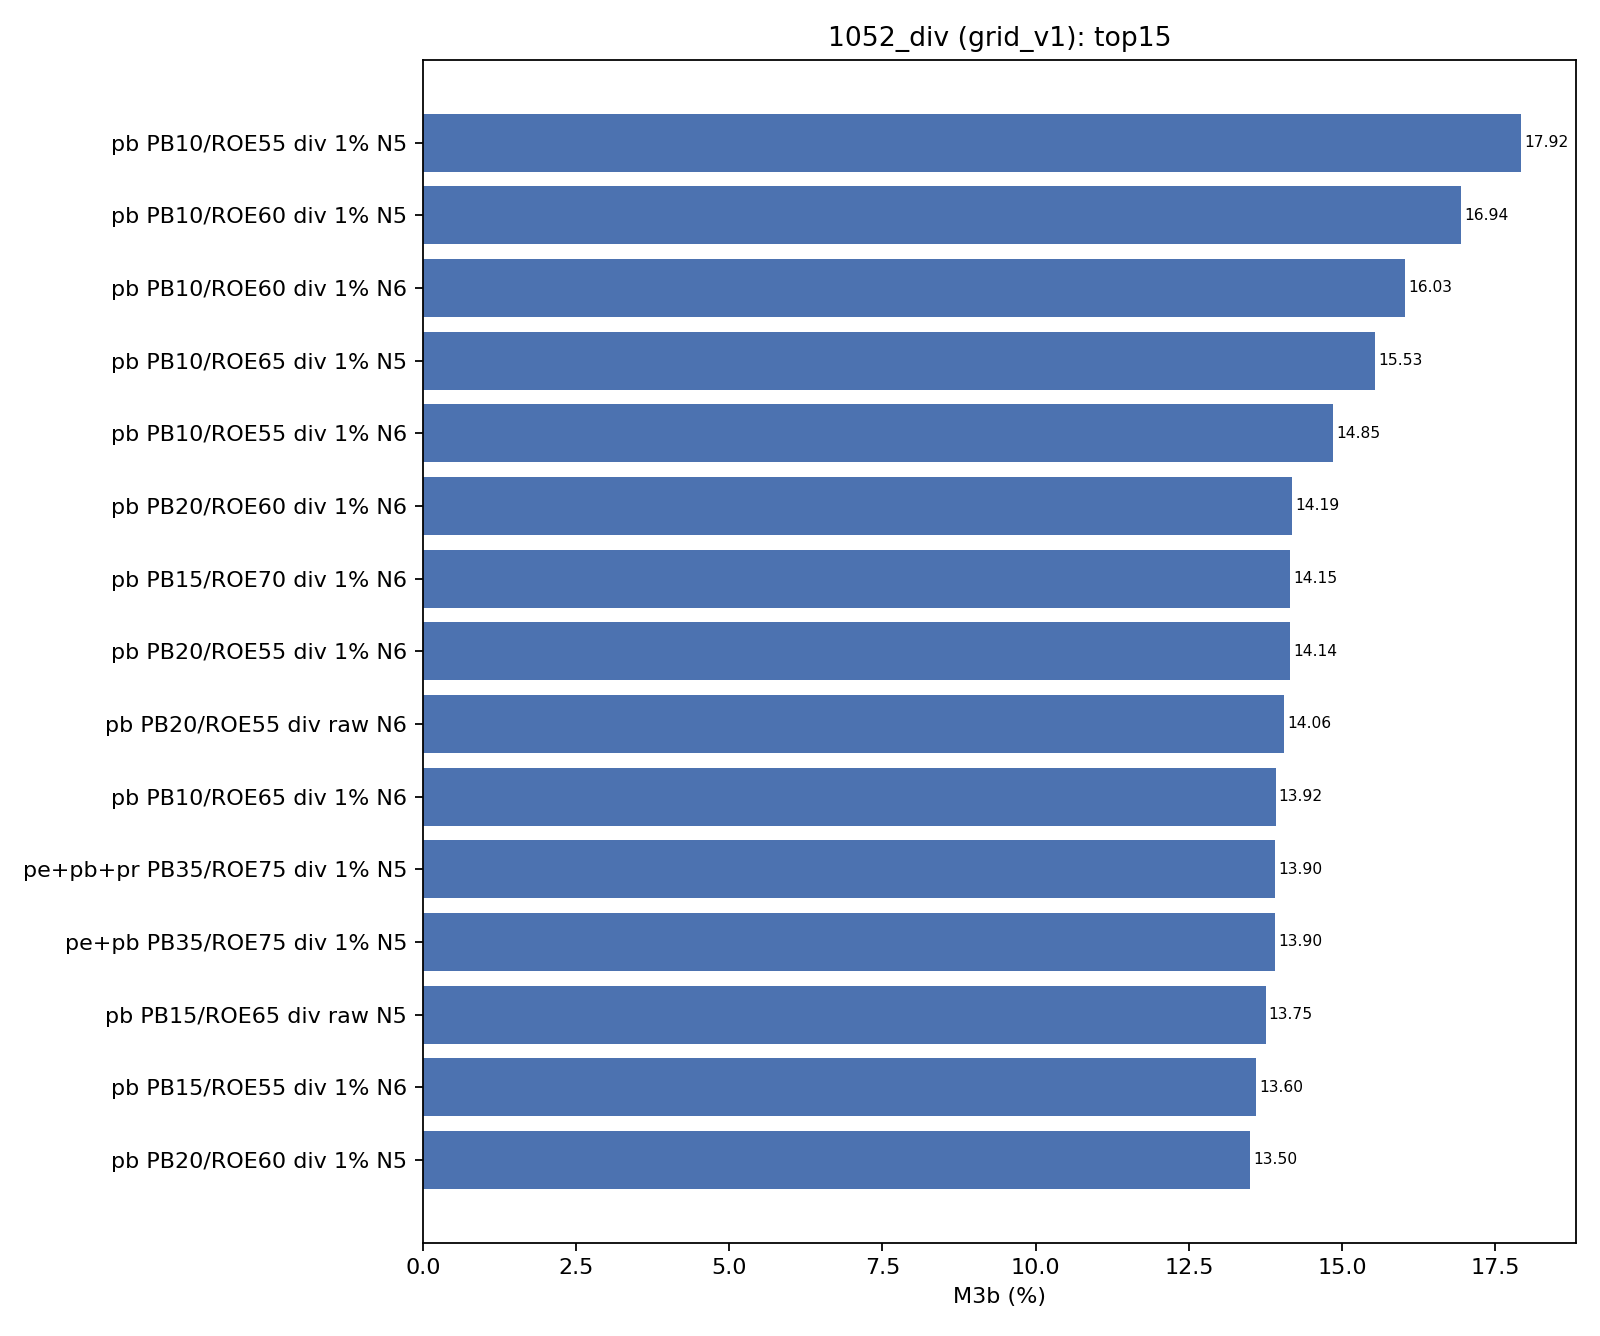 1052_div (grid_v1): top15
pb PB10/ROE55 div 1% N5 17.92
pb PB10/ROE60 div 1% N5 16.94
pb PB10/ROE60 div 1% N6 16.03
pb PB10/ROE65 div 1% N5 15.53
pb PB10/ROE55 div 1% N6 14.85
pb PB20/ROE60 div 1% N6 14.19
pb PB15/ROE70 div 1% N6 14.15
pb PB20/ROE55 div 1% N6 14.14
pb PB20/ROE55 div raw N6 14.06
pb PB10/ROE65 div 1% N6 13.92
pe+pb+pr PB35/ROE75 div 1% N5 13.90
pe+pb PB35/ROE75 div 1% N5 13.90
pb PB15/ROE65 div raw N5 13.75
pb PB15/ROE55 div 1% N6 13.60
pb PB20/ROE60 div 1% N5 13.50
0.0 2.5 5.0 7.5 10.0 12.5 15.0 17.5
M3b (%)